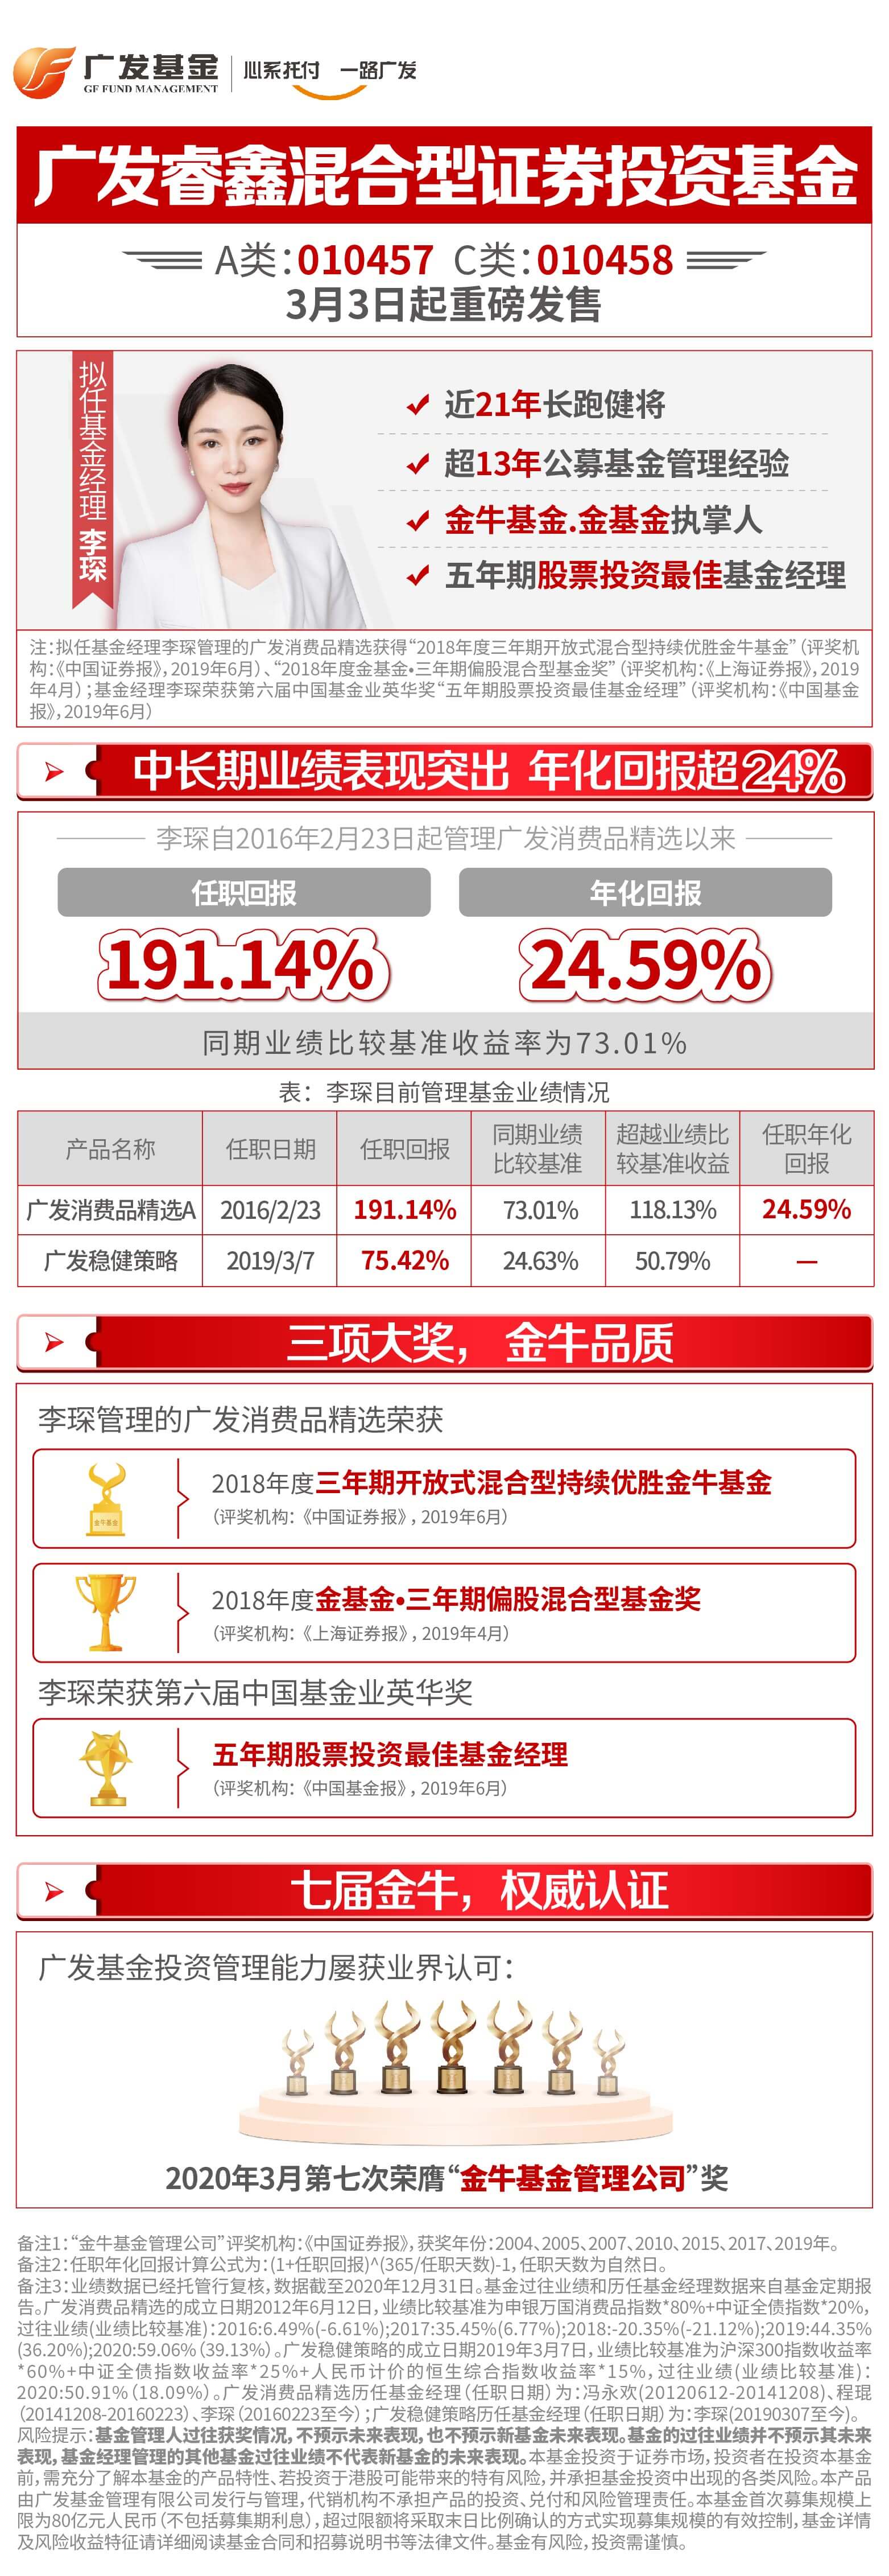 广发基金
GF FUND MANAGEMENT
心系托付 一路广发
广发睿鑫混合型证券投资基金
A类:010457 C类:010458
3月3日起重磅发售
拟任基金经理 李琛
近21年长跑健将
超13年公募基金管理经验
金牛基金.金基金执掌人
五年期股票投资最佳基金经理
注:拟任基金经理李琛管理的广发消费品精选获得“2018年度三年期开放式混合型持续优胜金牛基金”(评奖机
构:《中国证券报》,2019年6月)、“2018年度金基金•三年期偏股混合型基金奖”(评奖机构:《上海证券报》,2019
年4月);基金经理李琛荣获第六届中国基金业英华奖“五年期股票投资最佳基金经理”(评奖机构:《中国基金
报》,2019年6月)
中长期业绩表现突出 年化回报超24%
李琛自2016年2月23日起管理广发消费品精选以来
任职回报 年化回报
191.14% 24.59%
同期业绩比较基准收益率为73.01%
表: 李琛目前管理基金业绩情况
产品名称 任职日期 任职回报 同期业绩比较基准 超越业绩比较基准收益 任职年化回报
广发消费品精选A 2016/2/23 191.14% 73.01% 118.13% 24.59%
广发稳健策略 2019/3/7 75.42% 24.63% 50.79% —
三项大奖, 金牛品质
李琛管理的广发消费品精选荣获
金牛基金
2018年度三年期开放式混合型持续优胜金牛基金
(评奖机构:《中国证券报》,2019年6月)
2018年度金基金•三年期偏股混合型基金奖
(评奖机构:《上海证券报》,2019年4月)
李琛荣获第六届中国基金业英华奖
五年期股票投资最佳基金经理
(评奖机构:《中国基金报》,2019年6月)
七届金牛, 权威认证
广发基金投资管理能力屡获业界认可:
2020年3月第七次荣膺“金牛基金管理公司”奖
备注1:“金牛基金管理公司”评奖机构:《中国证券报》,获奖年份:2004、2005、2007、2010、2015、2017、2019年。
备注2:任职年化回报计算公式为:(1+任职回报)^(365/任职天数)-1,任职天数为自然日。
备注3:业绩数据已经托管行复核,数据截至2020年12月31日。基金过往业绩和历任基金经理数据来自基金定期报
告。广发消费品精选的成立日期2012年6月12日,业绩比较基准为申银万国消费品指数*80%+中证全债指数*20%,
过往业绩(业绩比较基准):2016:6.49%(-6.61%);2017:35.45%(6.77%);2018:-20.35%(-21.12%);2019:44.35%
(36.20%);2020:59.06%(39.13%)。广发稳健策略的成立日期2019年3月7日,业绩比较基准为沪深300指数收益率
*60%+中证全债指数收益率*25%+人民币计价的恒生综合指数收益率*15%,过往业绩(业绩比较基准):
2020:50.91%(18.09%)。广发消费品精选历任基金经理(任职日期)为:冯永欢(20120612-20141208)、程琨
(20141208-20160223)、李琛(20160223至今);广发稳健策略历任基金经理(任职日期)为:李琛(20190307至今)。
风险提示:基金管理人过往获奖情况,不预示未来表现,也不预示新基金未来表现。基金的过往业绩并不预示其未来
表现,基金经理管理的其他基金过往业绩不代表新基金的未来表现。本基金投资于证券市场,投资者在投资本基金
前,需充分了解本基金的产品特性、若投资于港股可能带来的特有风险,并承担基金投资中出现的各类风险。本产品
由广发基金管理有限公司发行与管理,代销机构不承担产品的投资、兑付和风险管理责任。本基金首次募集规模上
限为80亿元人民币(不包括募集期利息),超过限额将采取末日比例确认的方式实现募集规模的有效控制,基金详情
及风险收益特征请详细阅读基金合同和招募说明书等法律文件。基金有风险,投资需谨慎。